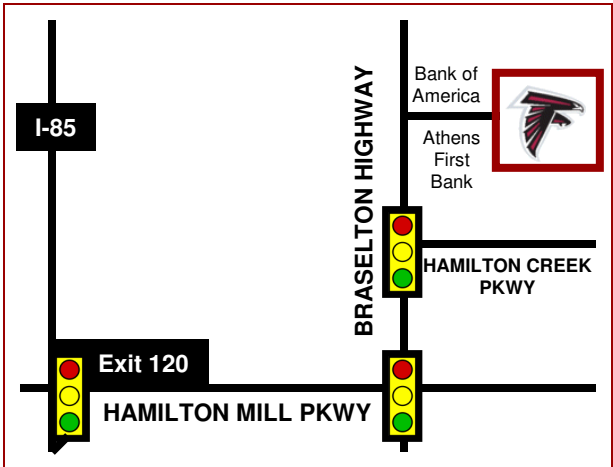 Bank of
America
I-85
Athens
First
Bank
BRASELTON HIGHWAY
HAMILTON CREEK
PKWY
Exit 120
HAMILTON MILL PKWY